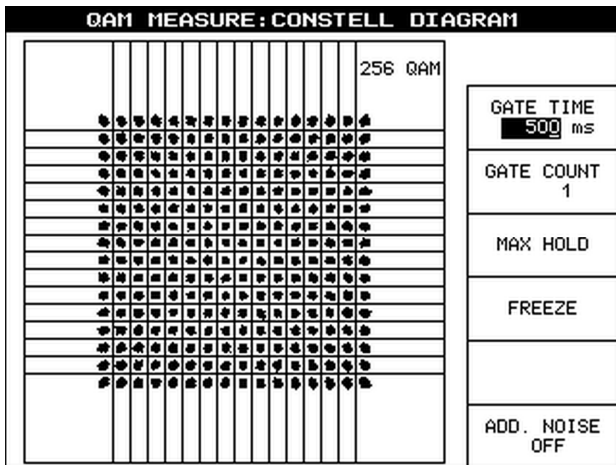 QAM MEASURE:CONSTELL DIAGRAM
256 QAM
GATE TIME
500 ms
GATE COUNT
1
MAX HOLD
FREEZE
ADD. NOISE
OFF